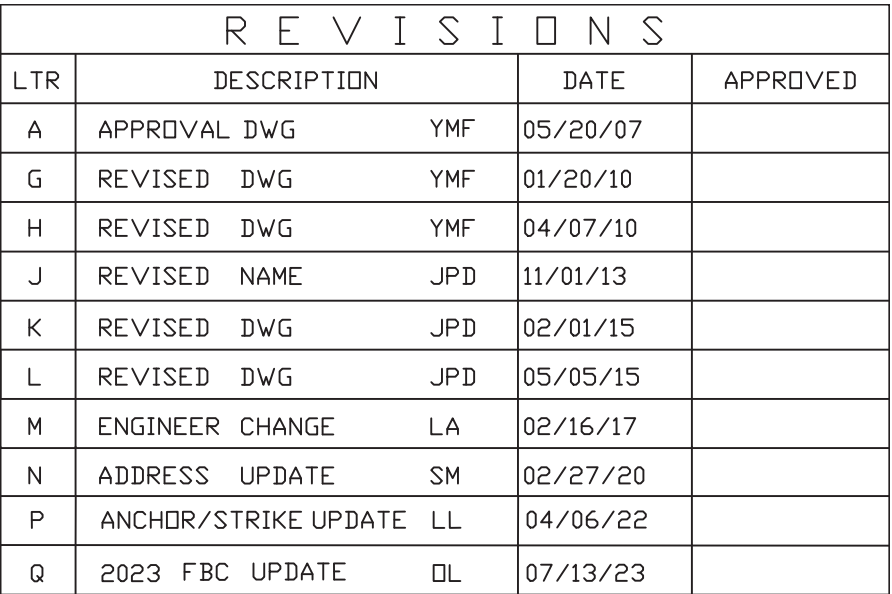 REVISIONS
LTR DESCRIPTION DATE APPROVED
A APPROVAL DWG YMF 05/20/07
G REVISED DWG YMF 01/20/10
H REVISED DWG YMF 04/07/10
J REVISED NAME JPD 11/01/13
K REVISED DWG JPD 02/01/15
L REVISED DWG JPD 05/05/15
M ENGINEER CHANGE LA 02/16/17
N ADDRESS UPDATE SM 02/27/20
P ANCHOR/STRIKE UPDATE LL 04/06/22
Q 2023 FBC UPDATE OL 07/13/23